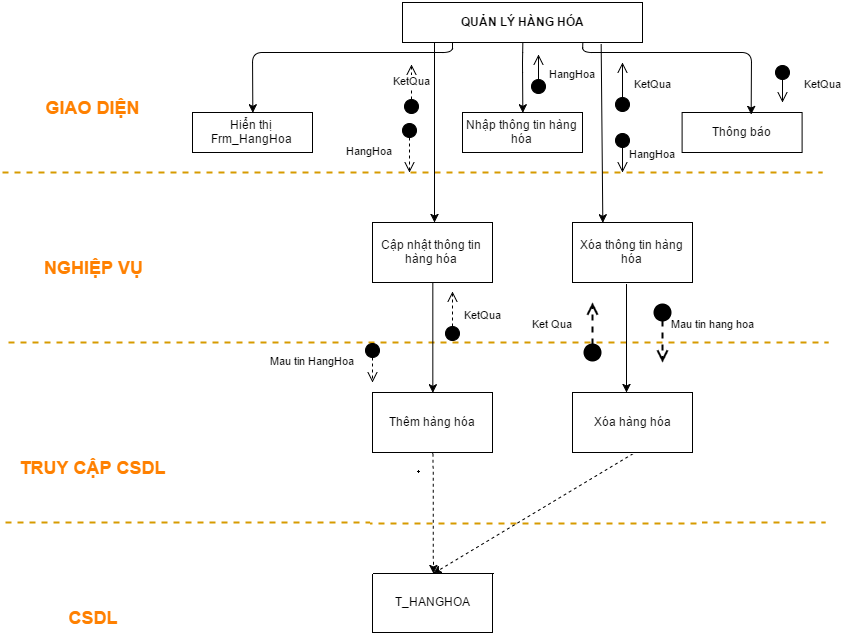 QUẢN LÝ HÀNG HÓA
GIAO DIỆN
Hiển thị
Frm_HangHoa
KetQua
HangHoa
HangHoa
Nhập thông tin hàng
hóa
KetQua
HangHoa
KetQua
Thông báo
NGHIỆP VỤ
Cập nhật thông tin
hàng hóa
Xóa thông tin hàng
hóa
KetQua
Ket Qua
Mau tin hang hoa
Mau tin HangHoa
TRUY CẬP CSDL
Thêm hàng hóa
Xóa hàng hóa
CSDL
T_HANGHOA